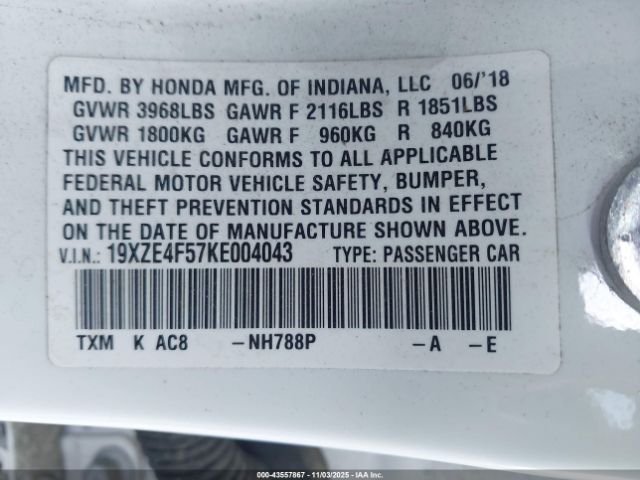 MFD. BY HONDA MFG. OF INDIANA, LLC 06/'18
GVWR 3968LBS GAWR F 2116LBS R 1851LBS
GVWR 1800KG GAWR F 960KG R 840KG
THIS VEHICLE CONFORMS TO ALL APPLICABLE
FEDERAL MOTOR VEHICLE SAFETY, BUMPER,
AND THEFT PREVENTION STANDARDS IN EFFECT
ON THE DATE OF MANUFACTURE SHOWN ABOVE.
V.I.N.: 19XZE4F57KE004043 TYPE: PASSENGER CAR
TXM K AC8 -NH788P -A -E
000-43557867 - 11/03/2025 - IAA, Inc.